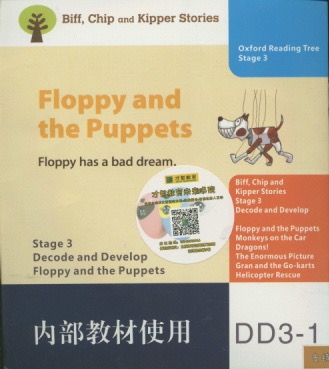 Biff, Chip and Kipper Stories
Oxford Reading Tree
Stage 3
Floppy and
the Puppets
Floppy has a bad dream.
Biff, Chip and
Kipper Stories
Stage 3
Decode and Develop
Floppy and the Puppets
Monkeys on the Car
Dragons!
The Enormous Picture
Gran and the Go-karts
Helicopter Rescue
Stage 3
Decode and Develop
Floppy and the Puppets
内部教材使用
DD3-1